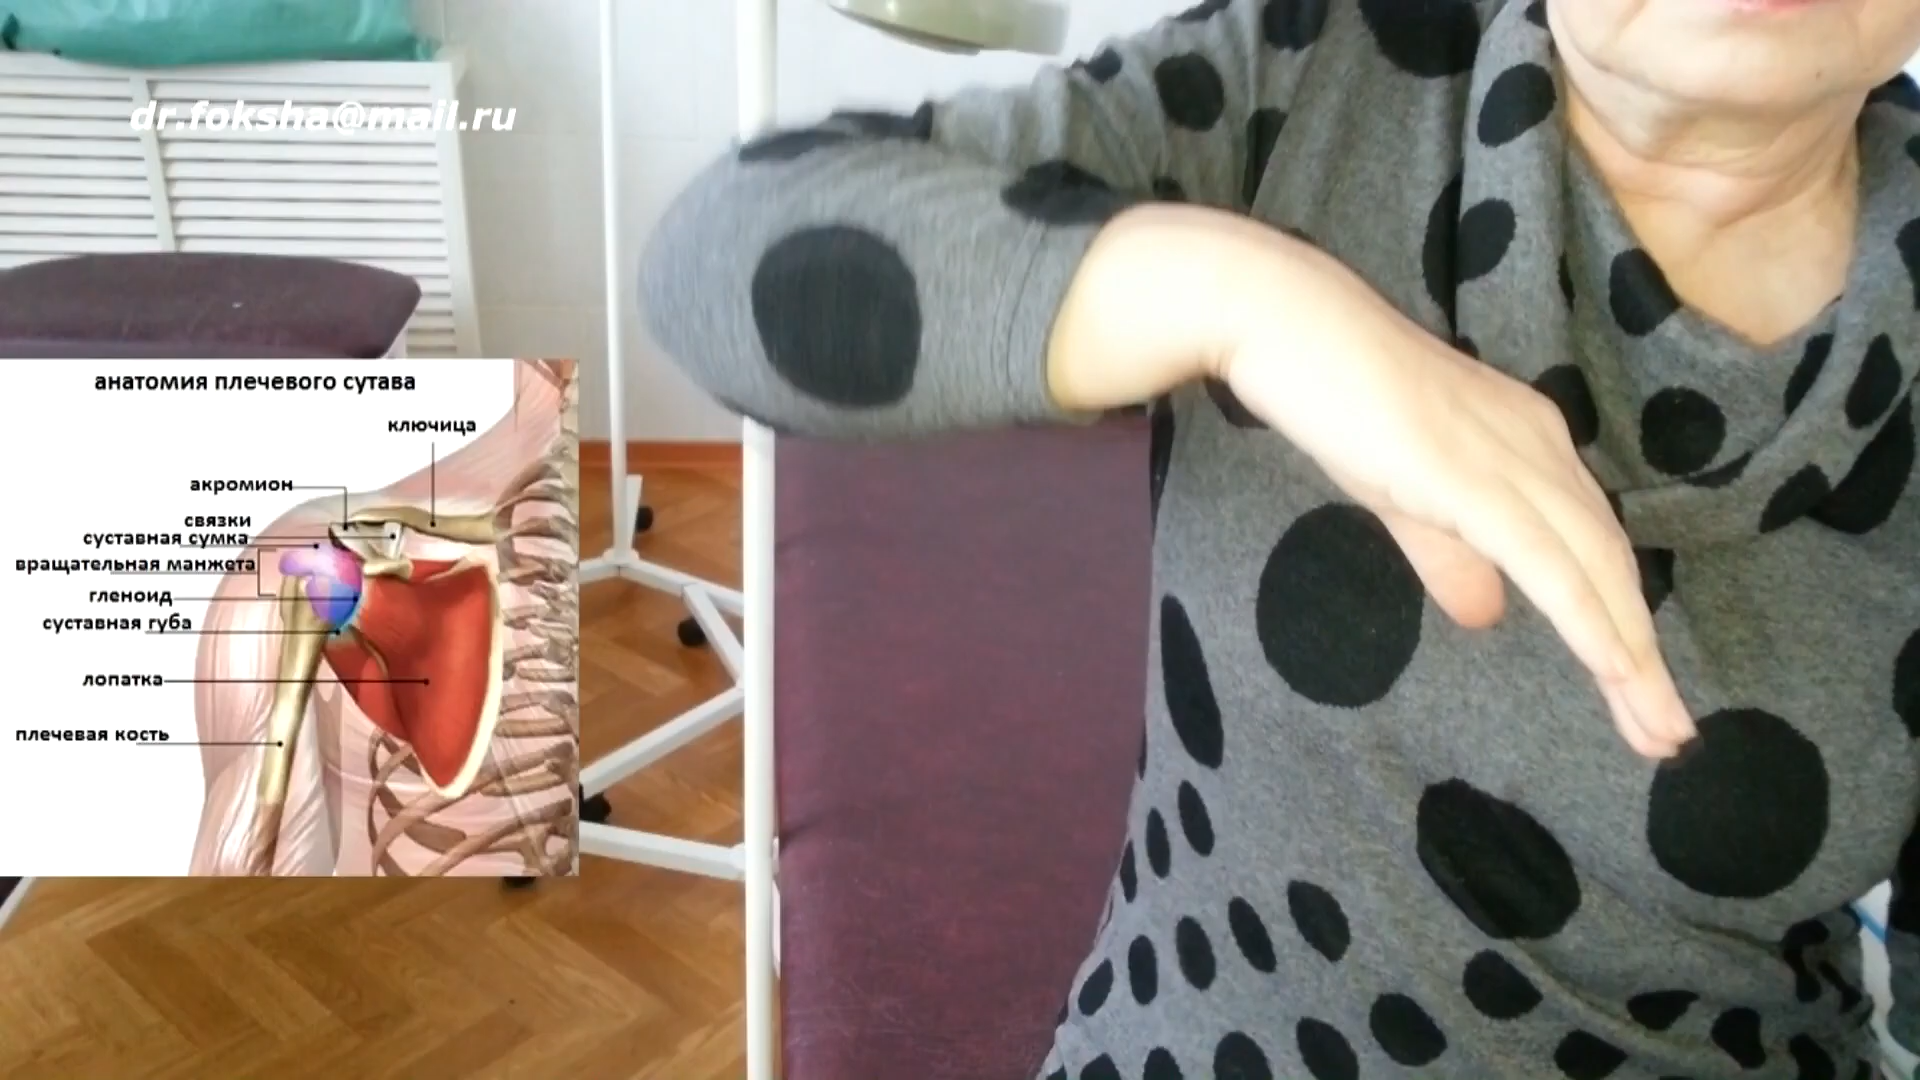 dr.foksha@mail.ru
анатомия плечевого сутава
ключица
акромион
связки
суставная сумка
вращательная манжета
гленоид
суставная губа
лопатка
плечевая кость